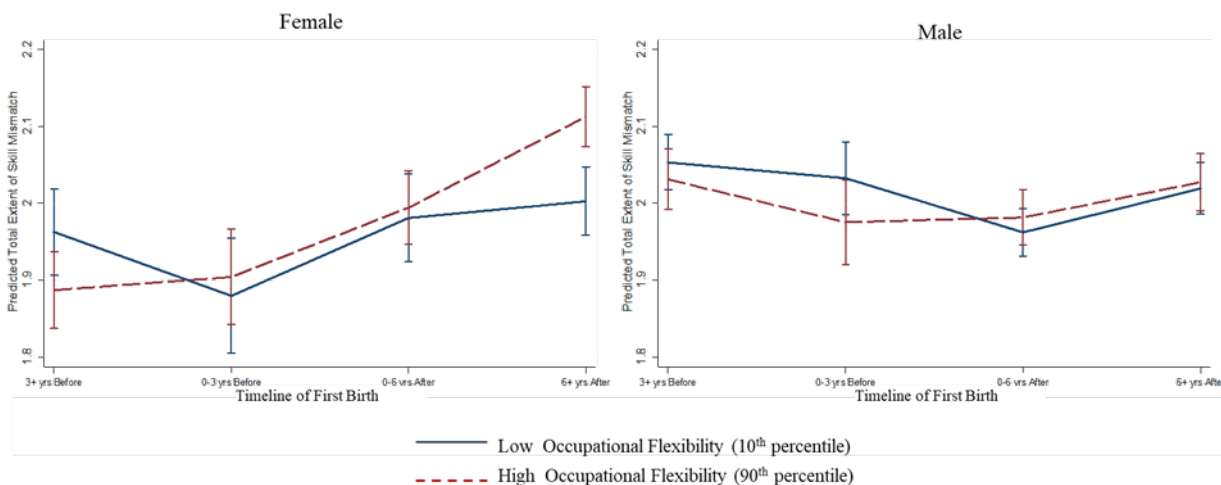 Female
Male
Predicted Total Extent of Skill Mismatch
2.2
2.1
2
1.9
1.8
3+ yrs Before
0-3 yrs Before
0-6 yrs After
6+ yrs After
Timeline of First Birth
Predicted Total Extent of Skill Mismatch
2.2
2.1
2
1.9
1.8
3+ yrs Before
0-3 yrs Before
0-6 yrs After
6+ yrs After
Timeline of First Birth
Low Occupational Flexibility (10th percentile)
High Occupational Flexibility (90th percentile)